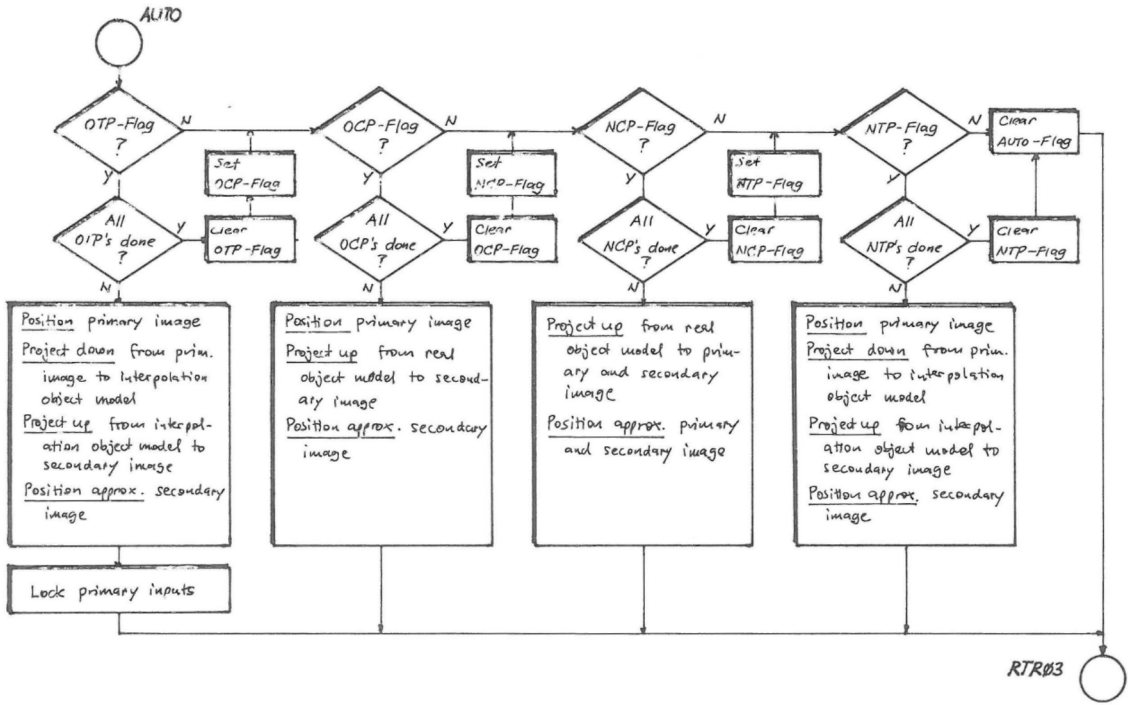 AUTO
OTP-Flag
?
N
Y
Set
OCP-Flag
All
OTP's done
?
Y
N
Clear
OTP-Flag
OCP-Flag
?
N
Y
Set
NCP-Flag
All
OCP's done
?
Y
N
Clear
OCP-Flag
NCP-Flag
?
N
Y
Set
NTP-Flag
All
NCP's done
?
Y
N
Clear
NCP-Flag
NTP-Flag
?
N
Y
Clear
AUTO-Flag
All
NTP's done
?
Y
N
Clear
NTP-Flag
Position primary image
Project down from prim.
image to interpolation
object model
Project up from interpol-
ation object model to
secondary image
Position approx. secondary
image
Lock primary inputs
Position primary image
Project up from real
object model to second-
ary image
Position approx. secondary
image
Project up from real
object model to prim-
ary and secondary
image
Position approx. primary
and secondary image
Position primary image
Project down from prim.
image to interpolation
object model
Project up from interpol-
ation object model to
secondary image
Position approx. secondary
image
RTRØ3